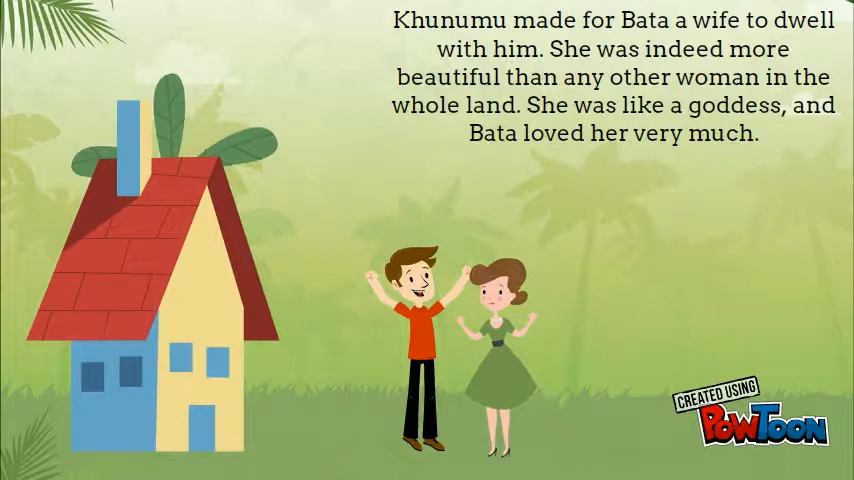 Khunumu made for Bata a wife to dwell
with him. She was indeed more
beautiful than any other woman in the
whole land. She was like a goddess, and
Bata loved her very much.
CREATED USING
POWTOON